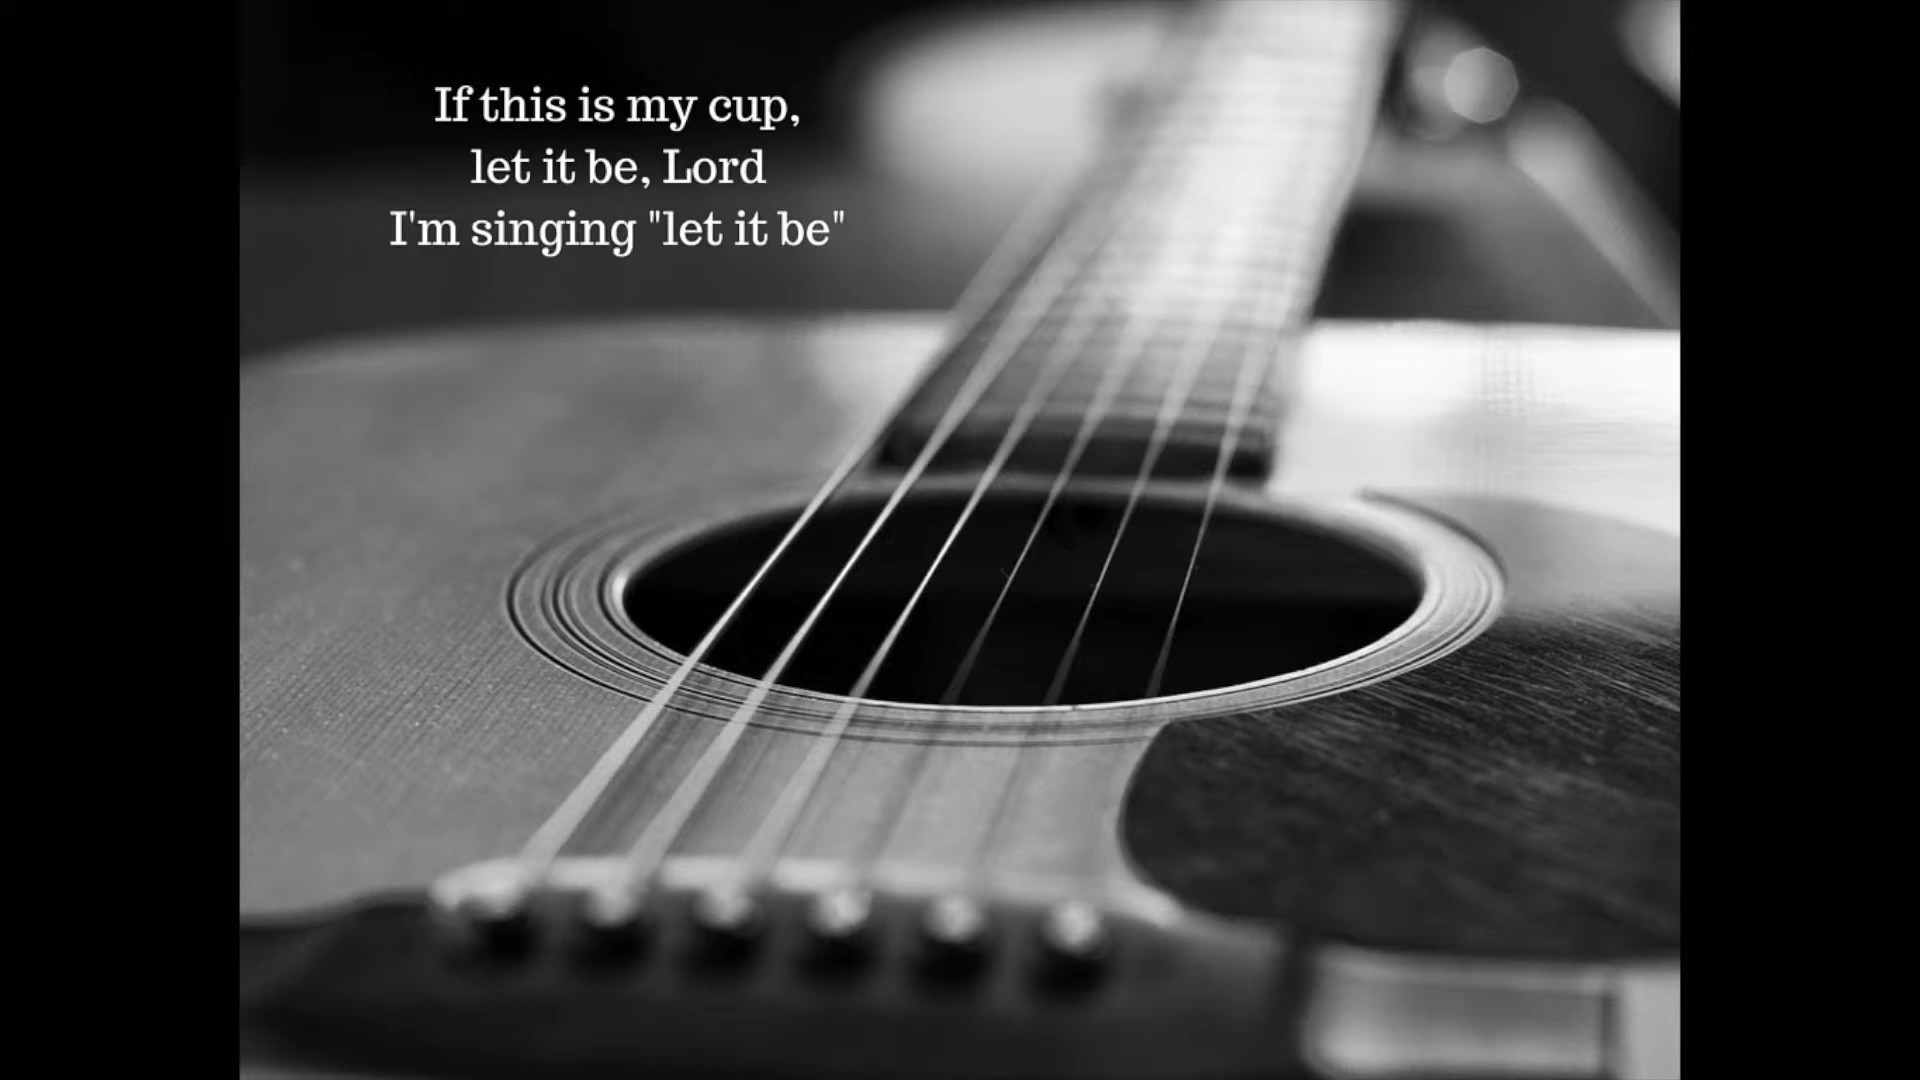 If this is my cup,
let it be, Lord
I'm singing "let it be"